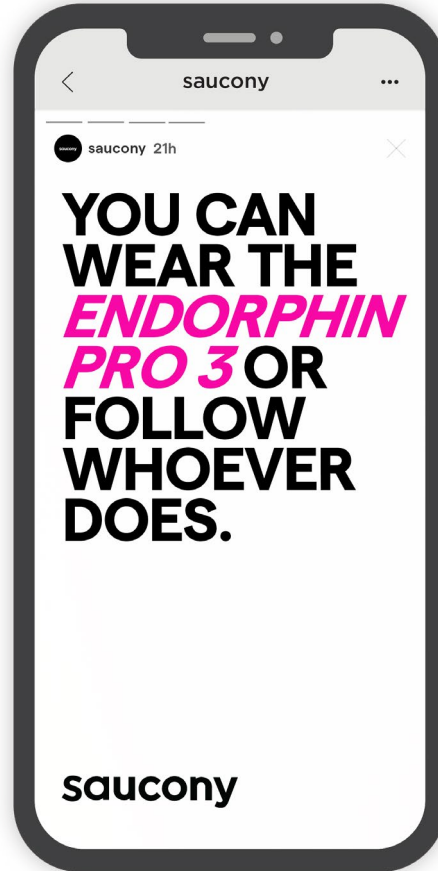 saucony
saucony 21h
YOU CAN
WEAR THE
ENDORPHIN
PRO 3 OR
FOLLOW
WHOEVER
DOES.
saucony